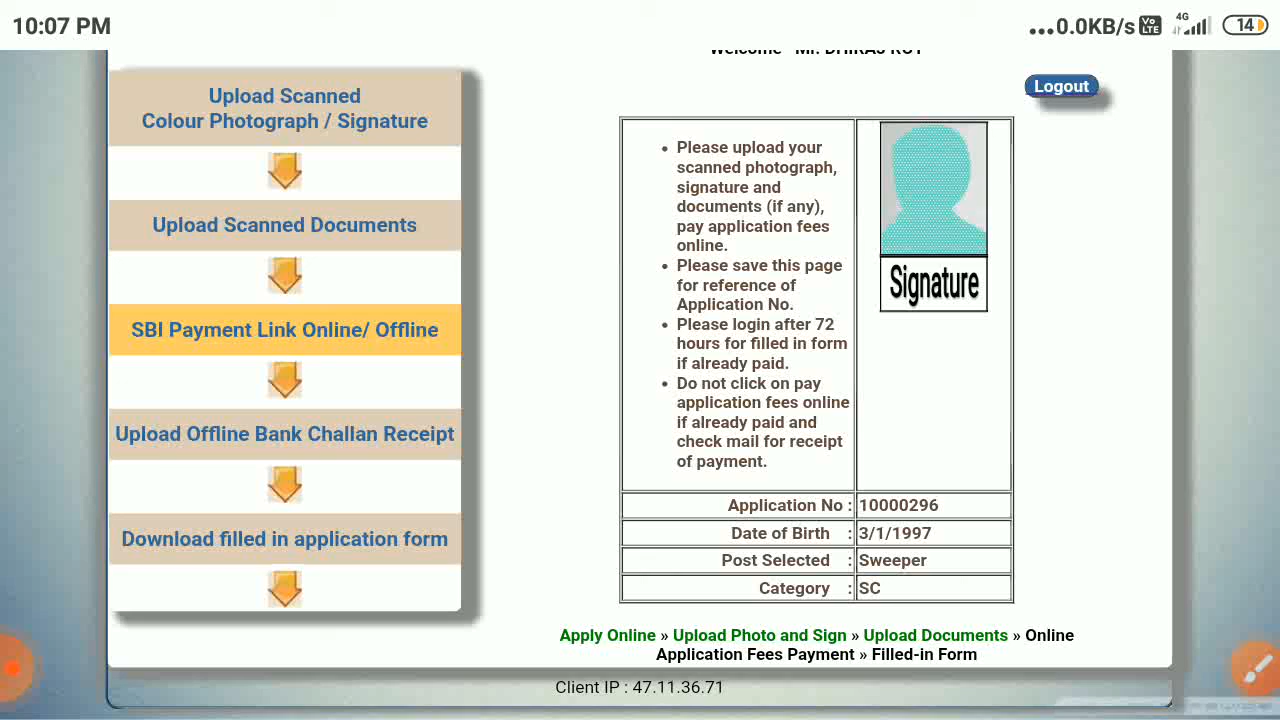 10:07 PM
...0.0KB/s Vo LTE 4G 14
Welcome Mr. DHIRAJ
Logout
Upload Scanned
Colour Photograph / Signature
Upload Scanned Documents
SBI Payment Link Online/ Offline
Upload Offline Bank Challan Receipt
Download filled in application form
• Please upload your
scanned photograph,
signature and
documents (if any),
pay application fees
online.
• Please save this page
for reference of
Application No.
• Please login after 72
hours for filled in form
if already paid.
• Do not click on pay
application fees online
if already paid and
check mail for receipt
of payment.
Signature
Application No : 10000296
Date of Birth : 3/1/1997
Post Selected : Sweeper
Category : SC
Apply Online » Upload Photo and Sign » Upload Documents » Online
Application Fees Payment » Filled-in Form
Client IP : 47.11.36.71